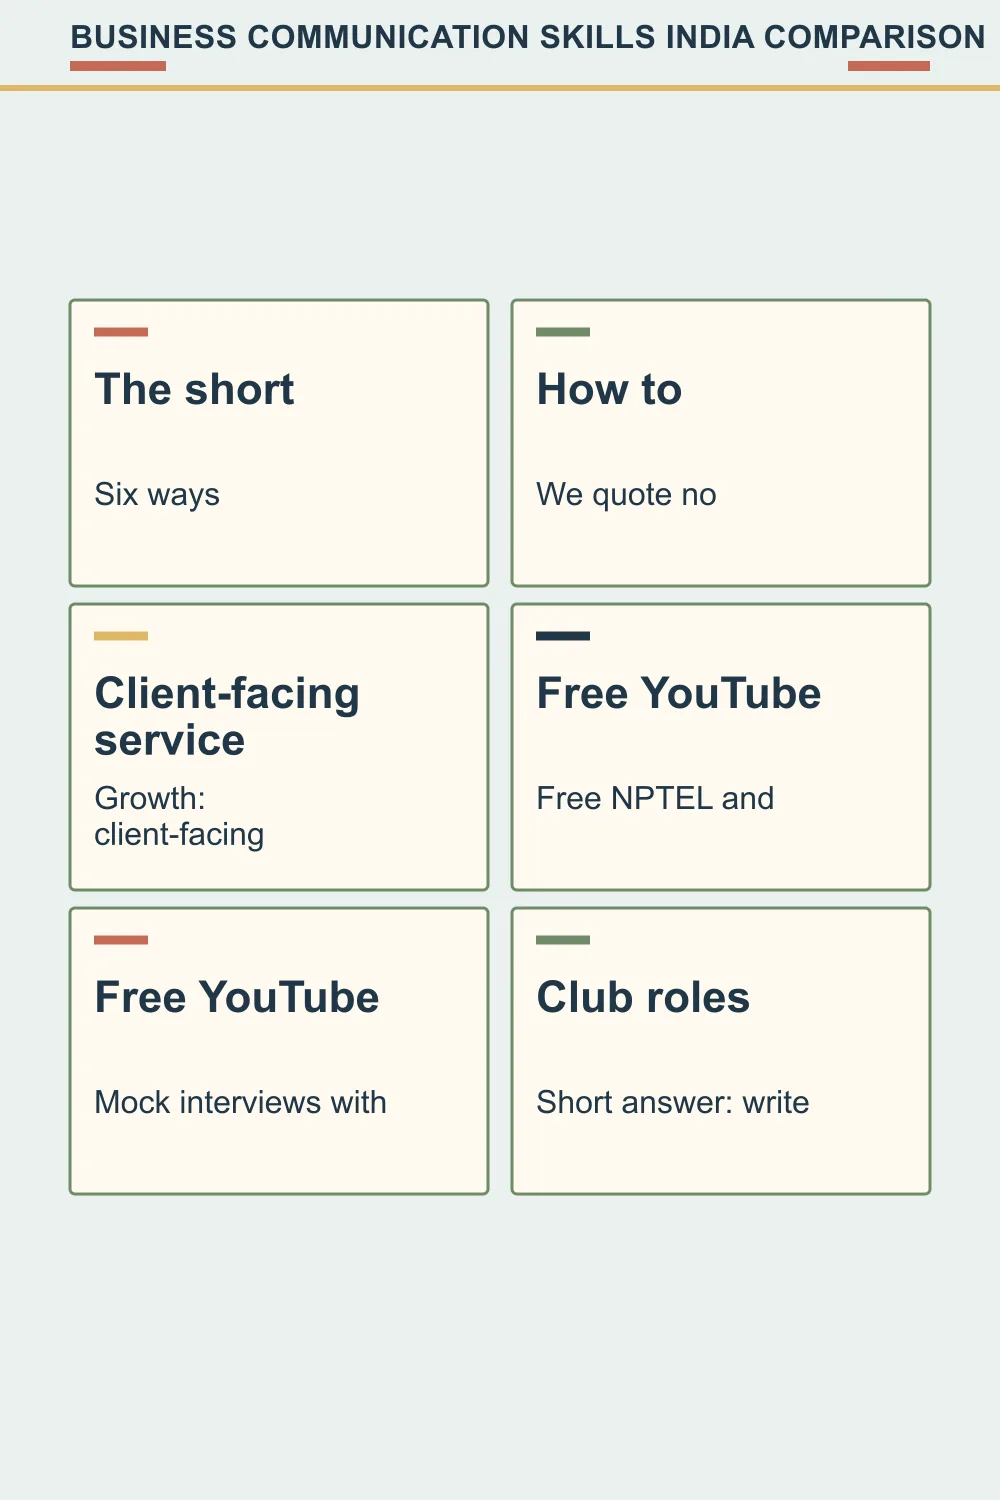 BUSINESS COMMUNICATION SKILLS INDIA COMPARISON
The short
Six ways
How to
We quote no
Client-facing
service
Growth:
client-facing
Free YouTube
Free NPTEL and
Free YouTube
Mock interviews with
Club roles
Short answer: write